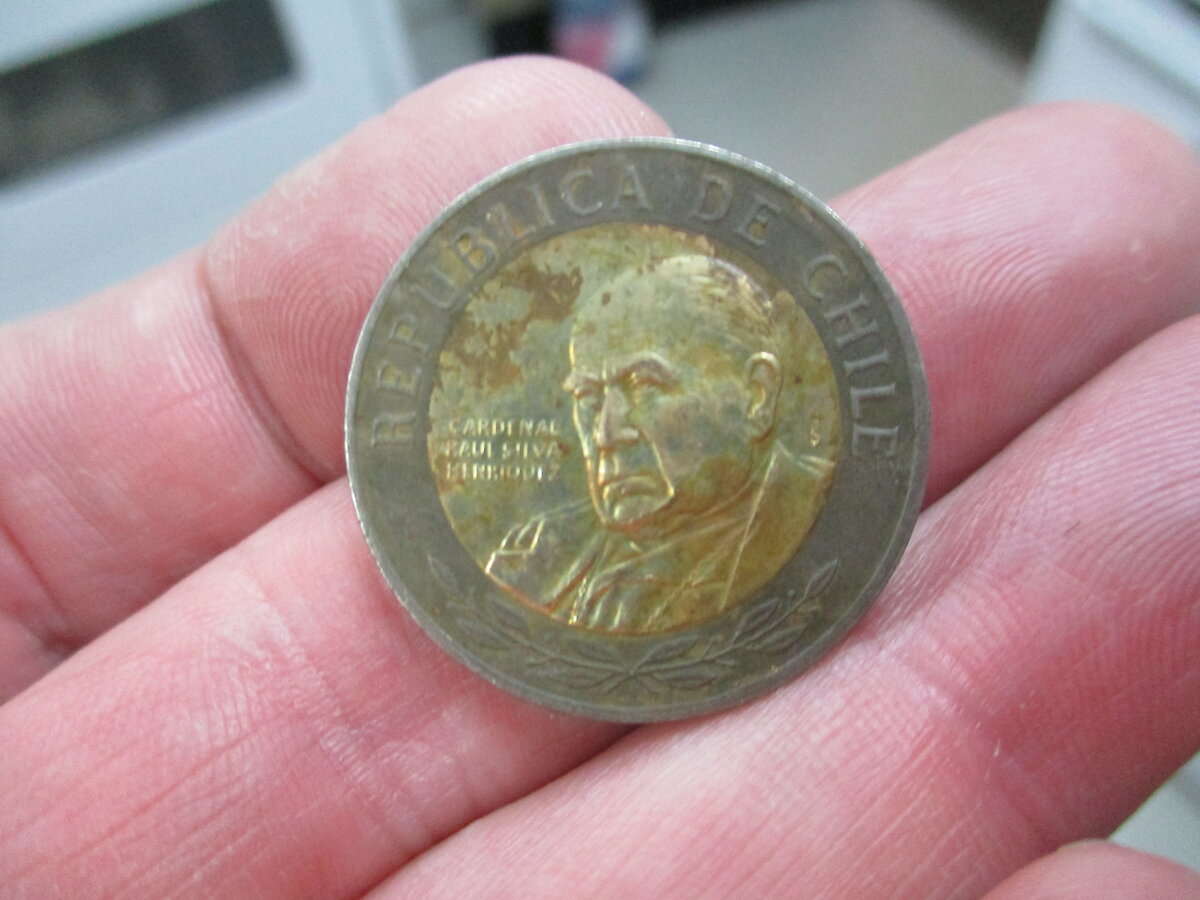 REPUBLICA DE CHILE
CARDENAL
RAUL SILVA
HENRIQUEZ